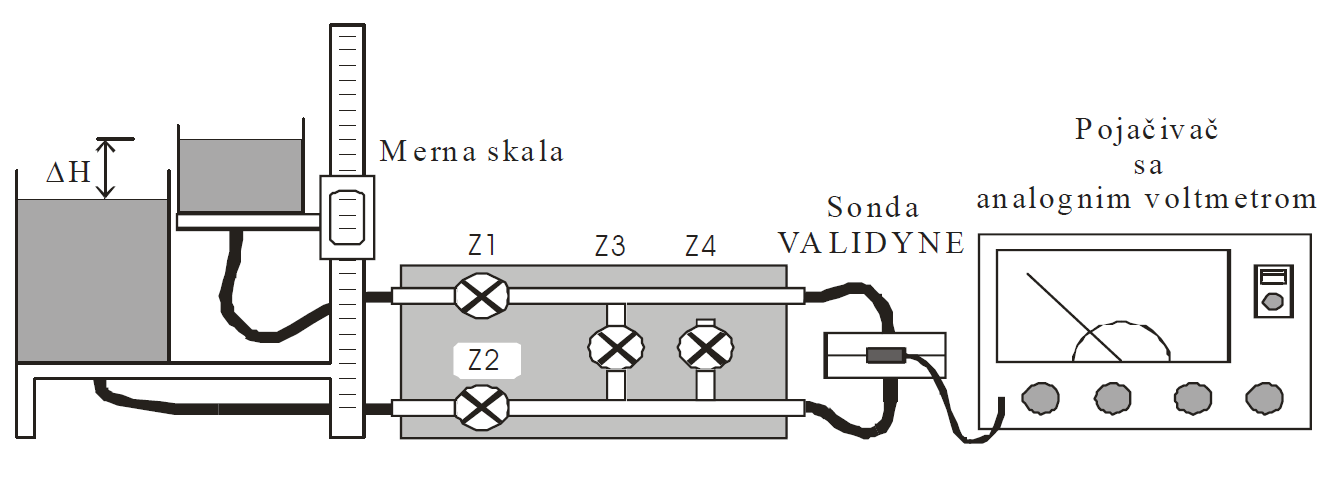 ΔH
Merna skala
Z1
Z2
Z3
Z4
Sonda
VALIDYNE
Pojačivač
sa
analognim voltmetrom